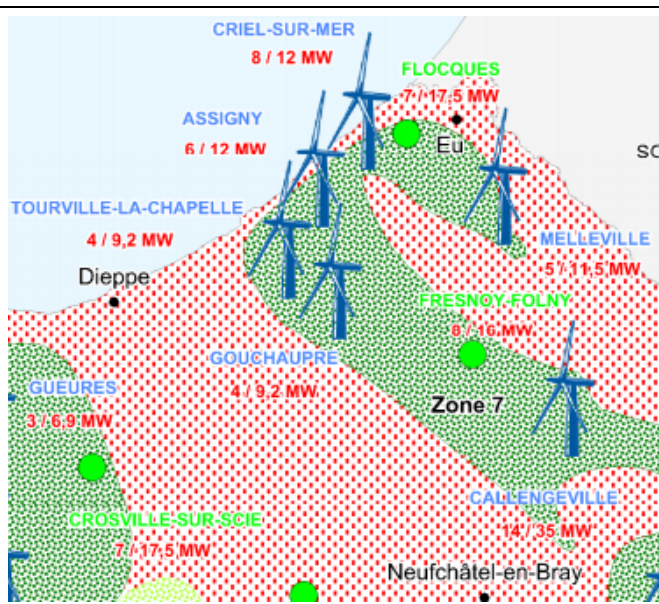 CRIEL-SUR-MER
8 / 12 MW
FLOCQUES
7 / 17,5 MW
ASSIGNY
6 / 12 MW
Eu
TOURVILLE-LA-CHAPELLE
4 / 9,2 MW
MELLEVILLE
5 / 11,5 MW
Dieppe
FRESNOY-FOLNY
8 / 16 MW
GOUCHAUPRE
4 / 9,2 MW
GUEURES
3 / 6,9 MW
Zone 7
CALLENGEVILLE
14 / 35 MW
CROSVILLE-SUR-SCIE
7 / 17,5 MW
Neufchâtel-en-Bray